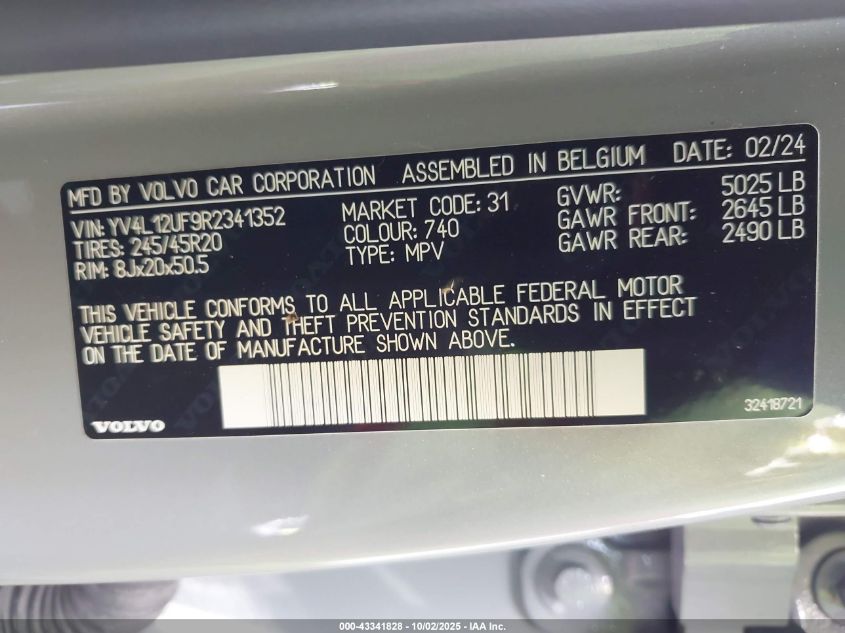 MFD BY VOLVO CAR CORPORATION ASSEMBLED IN BELGIUM DATE: 02/24
VIN: YV4L12UF9R2341352 MARKET CODE: 31 GVWR: 5025 LB
TIRES: 245/45R20 COLOUR: 740 GAWR FRONT: 2645 LB
RIM: 8Jx20x50.5 TYPE: MPV GAWR REAR: 2490 LB
THIS VEHICLE CONFORMS TO ALL APPLICABLE FEDERAL MOTOR
VEHICLE SAFETY AND THEFT PREVENTION STANDARDS IN EFFECT
ON THE DATE OF MANUFACTURE SHOWN ABOVE.
VOLVO 32418721
000-43341828 - 10/02/2025 - IAA Inc.